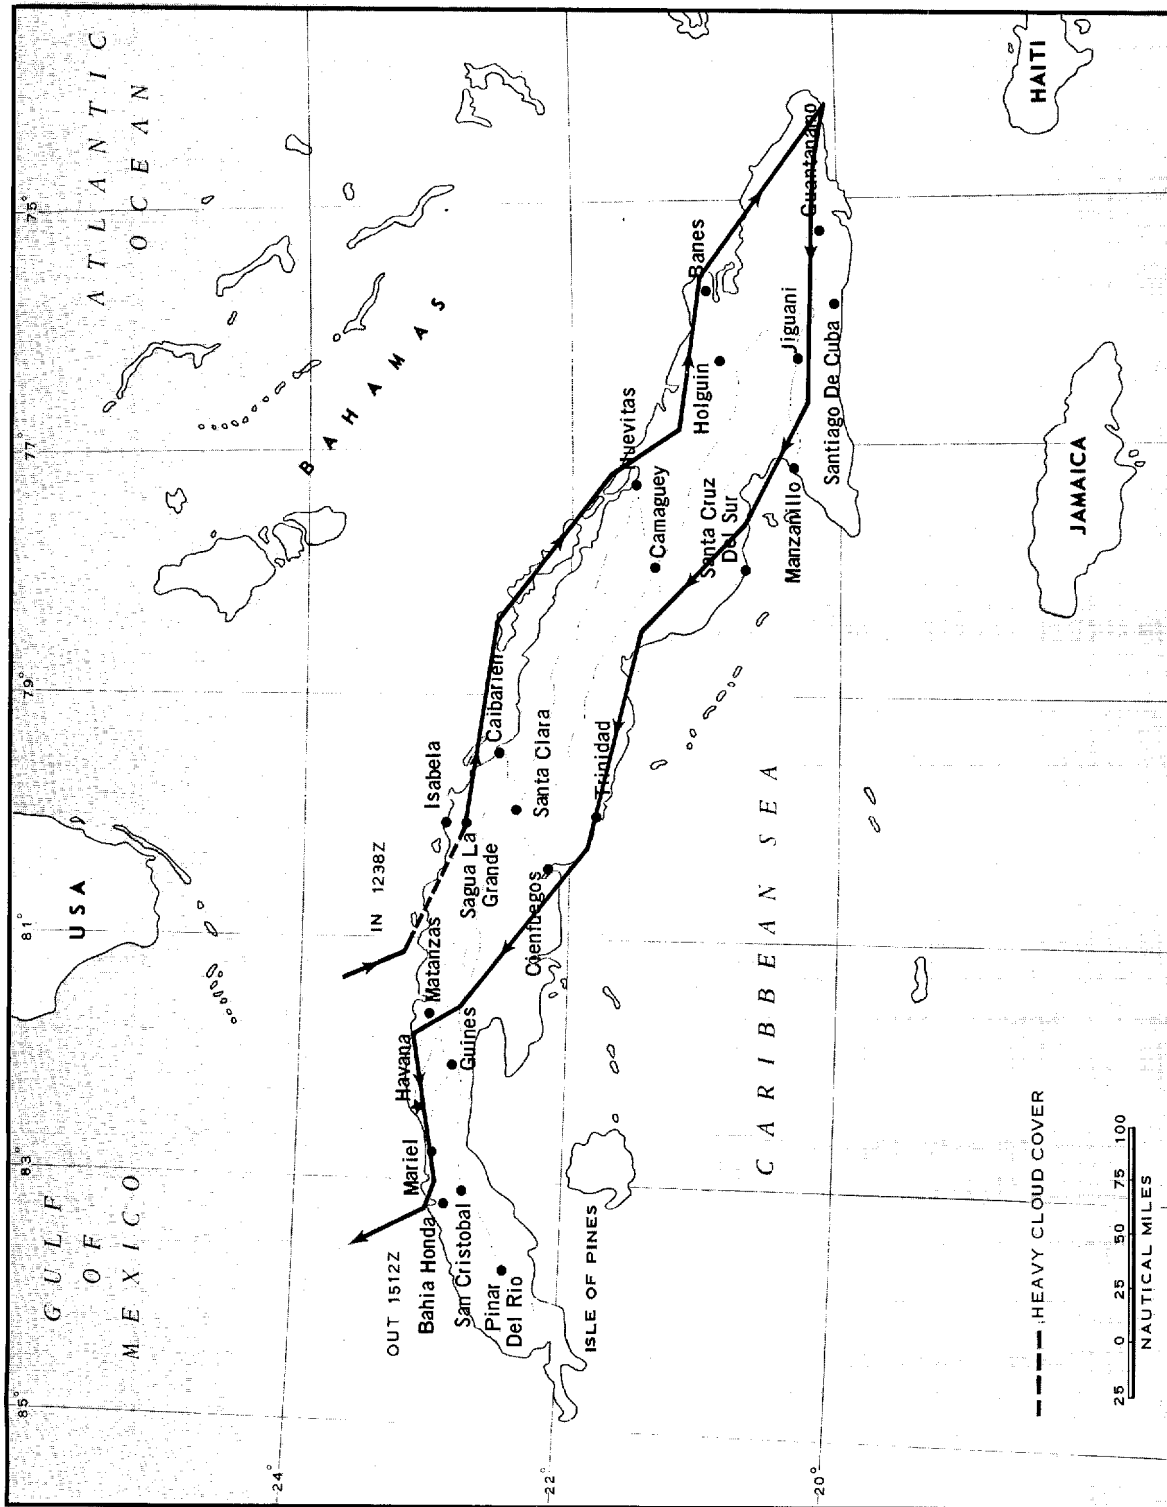 GULF
OF
MEXICO
USA
ATLANTIC
OCEAN
BAHAMAS
85°
83°
81°
79°
77°
75°
24°
22°
20°
OUT 1512Z
IN 1238Z
Bahia Honda
Mariel
Havana
Matanzas
Guines
San Cristobal
Pinar
Del Rio
ISLE OF PINES
Isabela
Sagua La
Grande
Caibarien
Santa Clara
Cienfuegos
Trinidad
Nuevitas
Camaguey
Santa Cruz
Del Sur
Holguin
Banes
Manzanillo
Jiguani
Santiago De Cuba
Guantanamo
CARIBBEAN SEA
JAMAICA
HAITI
HEAVY CLOUD COVER
25 0 25 50 75 100
NAUTICAL MILES